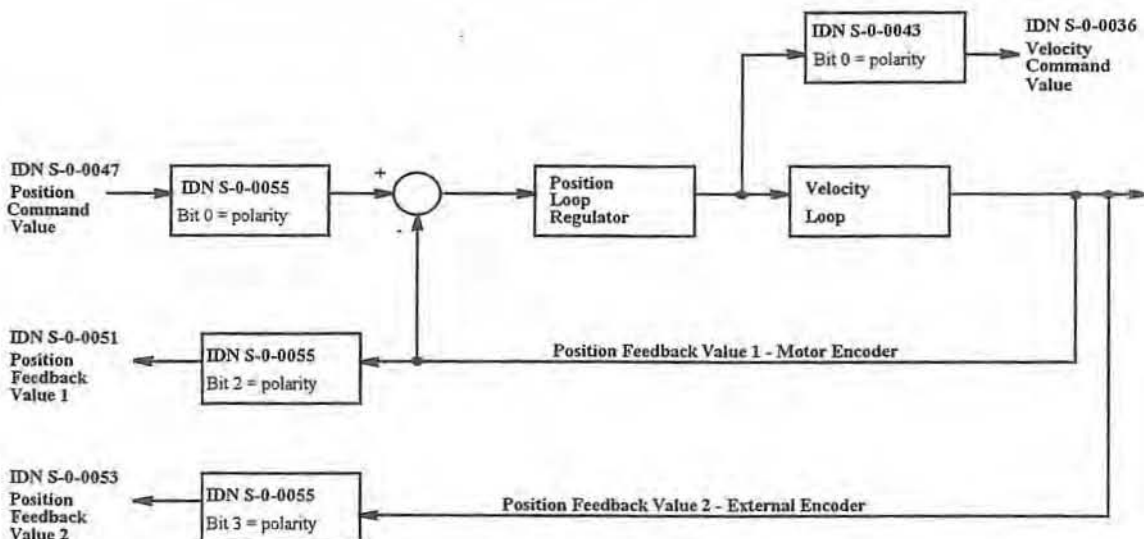 IDN S-0-0043
Bit 0 = polarity
IDN S-0-0036
Velocity
Command
Value
IDN S-0-0047
Position
Command
Value
IDN S-0-0055
Bit 0 = polarity
+
-
Position
Loop
Regulator
Velocity
Loop
IDN S-0-0051
Position
Feedback
Value 1
IDN S-0-0055
Bit 2 = polarity
Position Feedback Value 1 - Motor Encoder
IDN S-0-0053
Position
Feedback
Value 2
IDN S-0-0055
Bit 3 = polarity
Position Feedback Value 2 - External Encoder